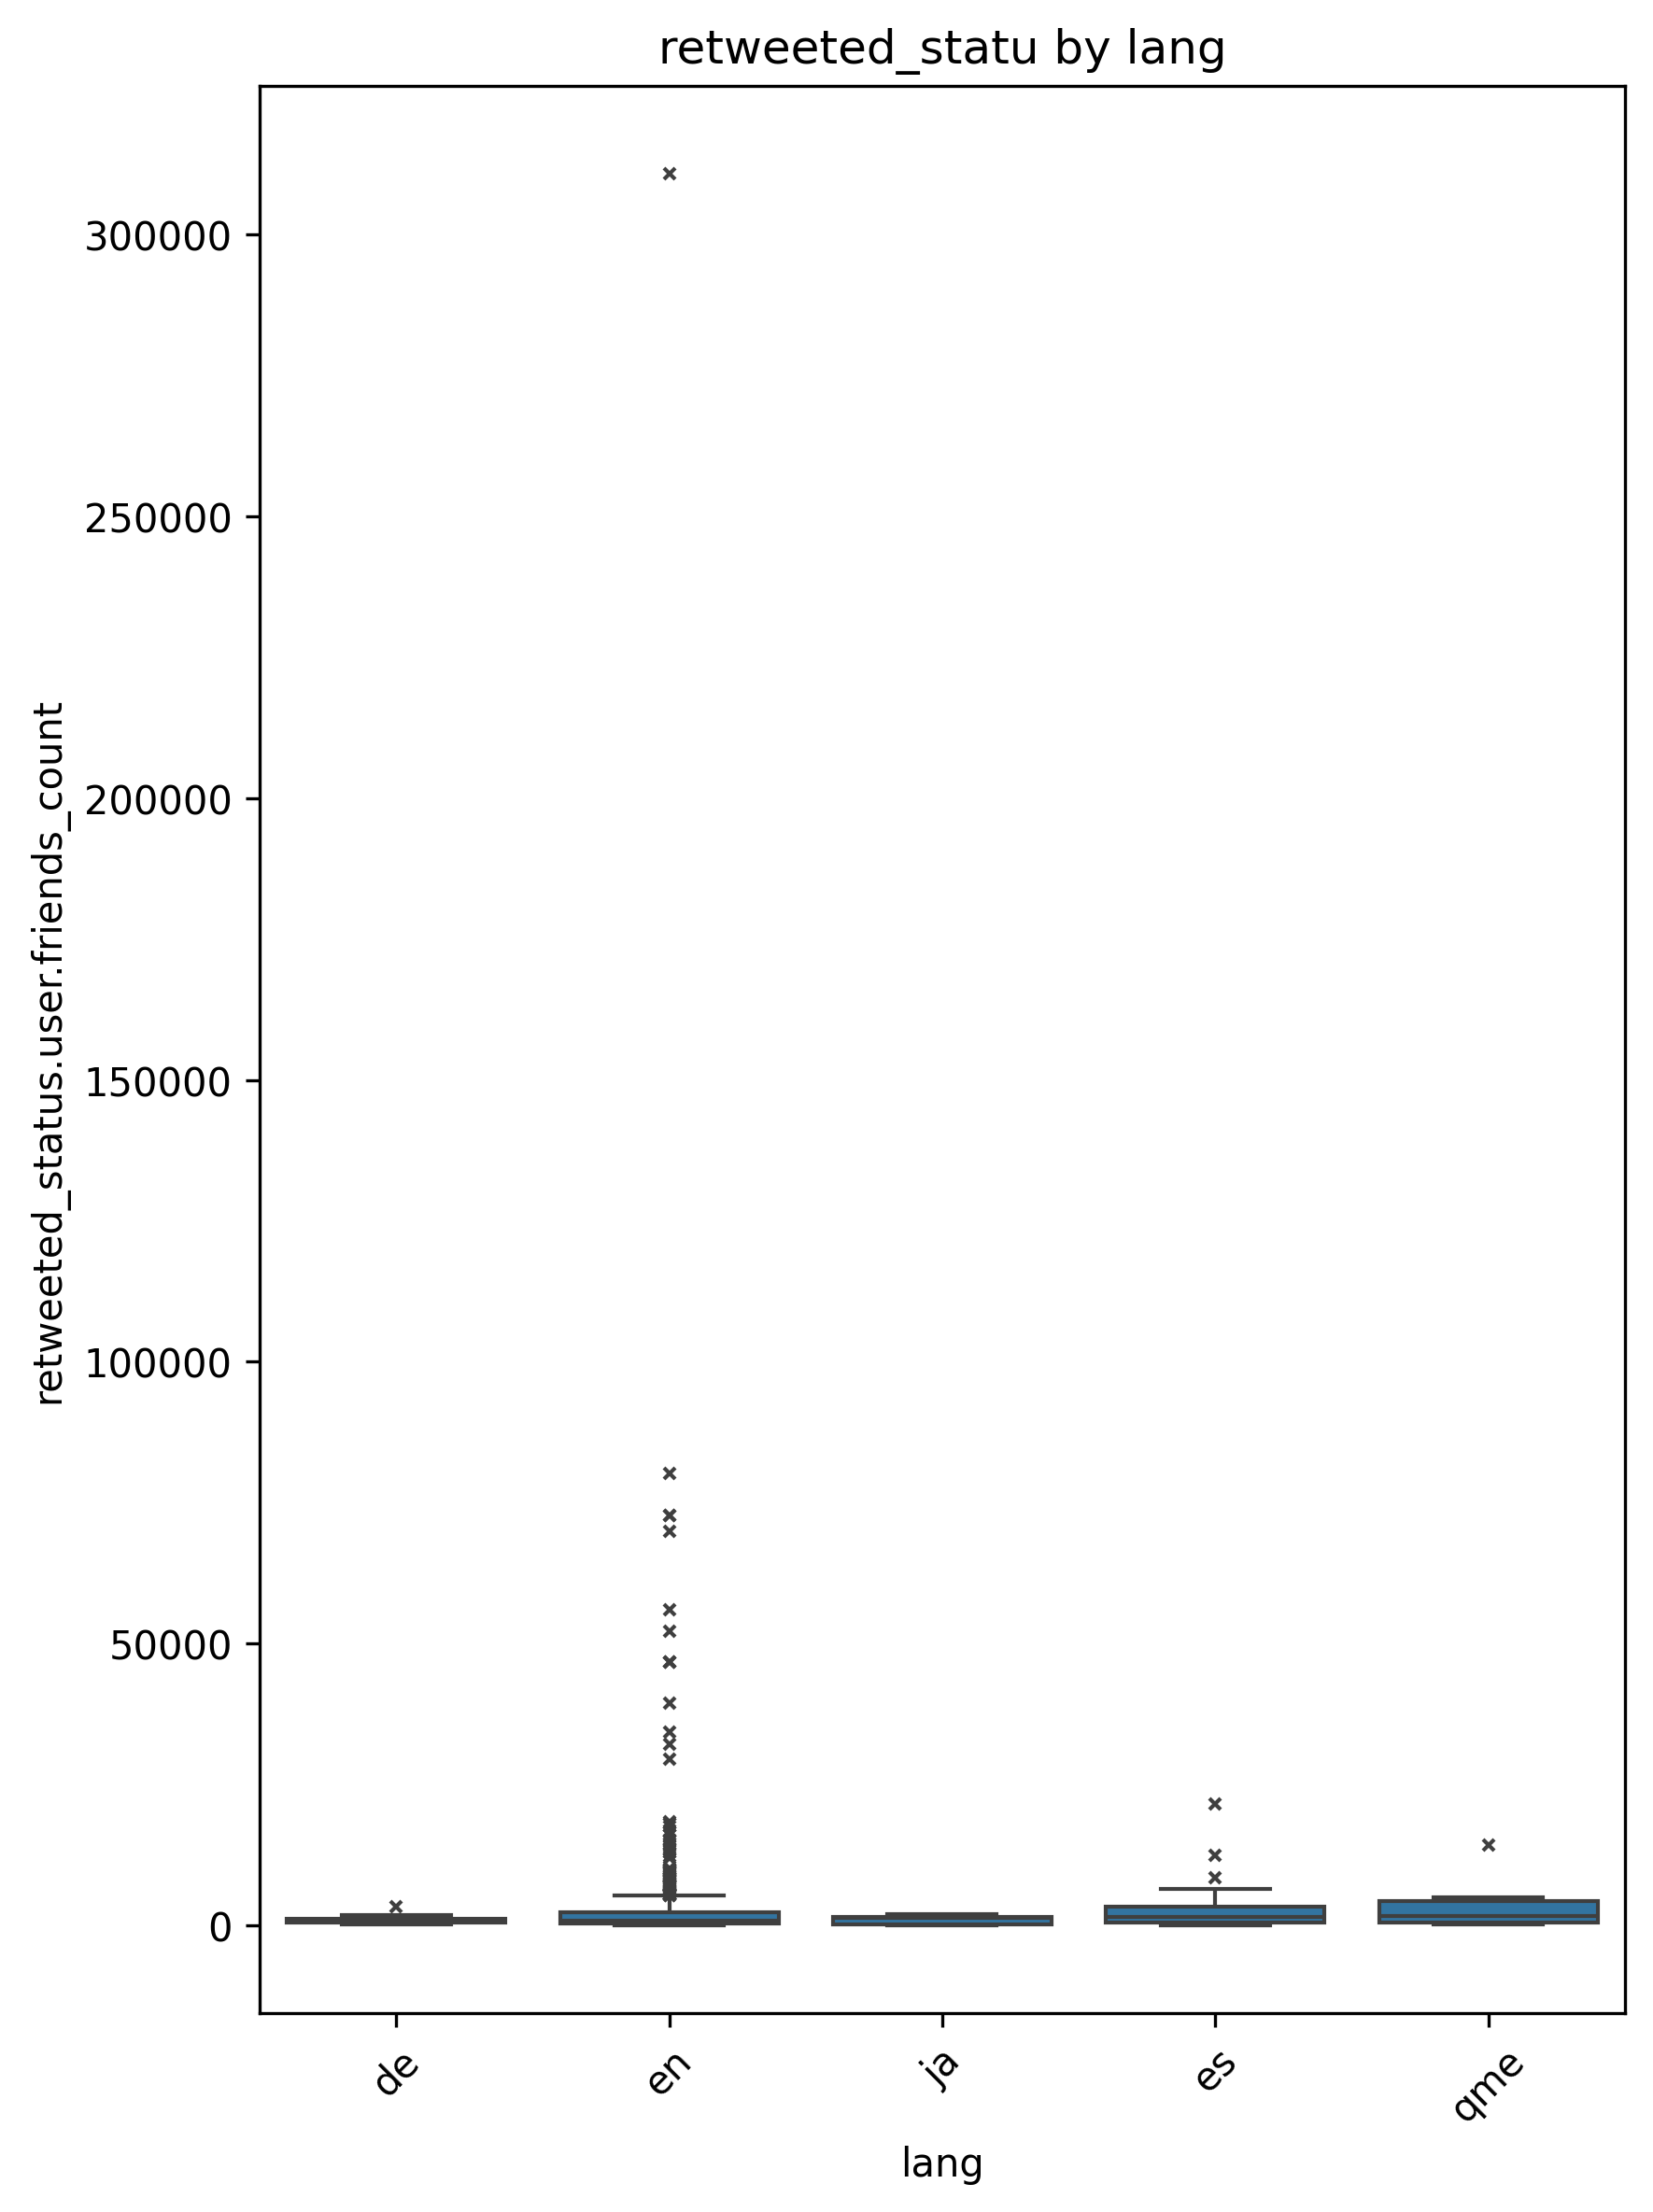 retweeted_statu by lang
retweeted_status.user.friends_count
300000
250000
200000
150000
100000
50000
0
de
en
ja
es
qme
lang